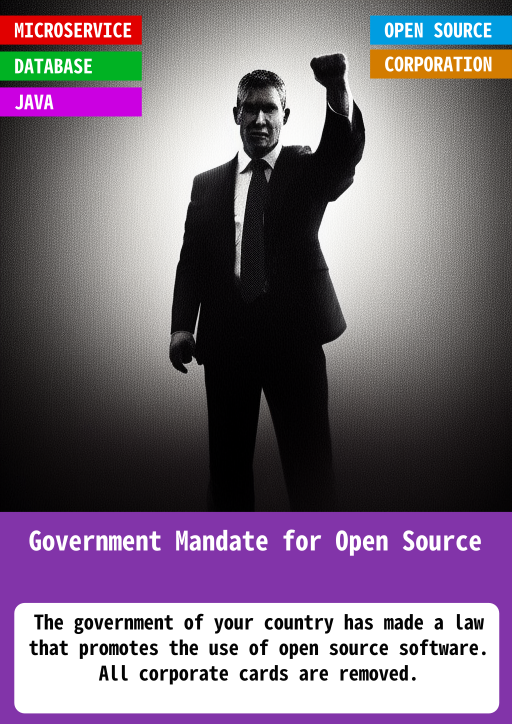 MICROSERVICE
DATABASE
JAVA
OPEN SOURCE
CORPORATION
Government Mandate for Open Source
The government of your country has made a law
that promotes the use of open source software.
All corporate cards are removed.